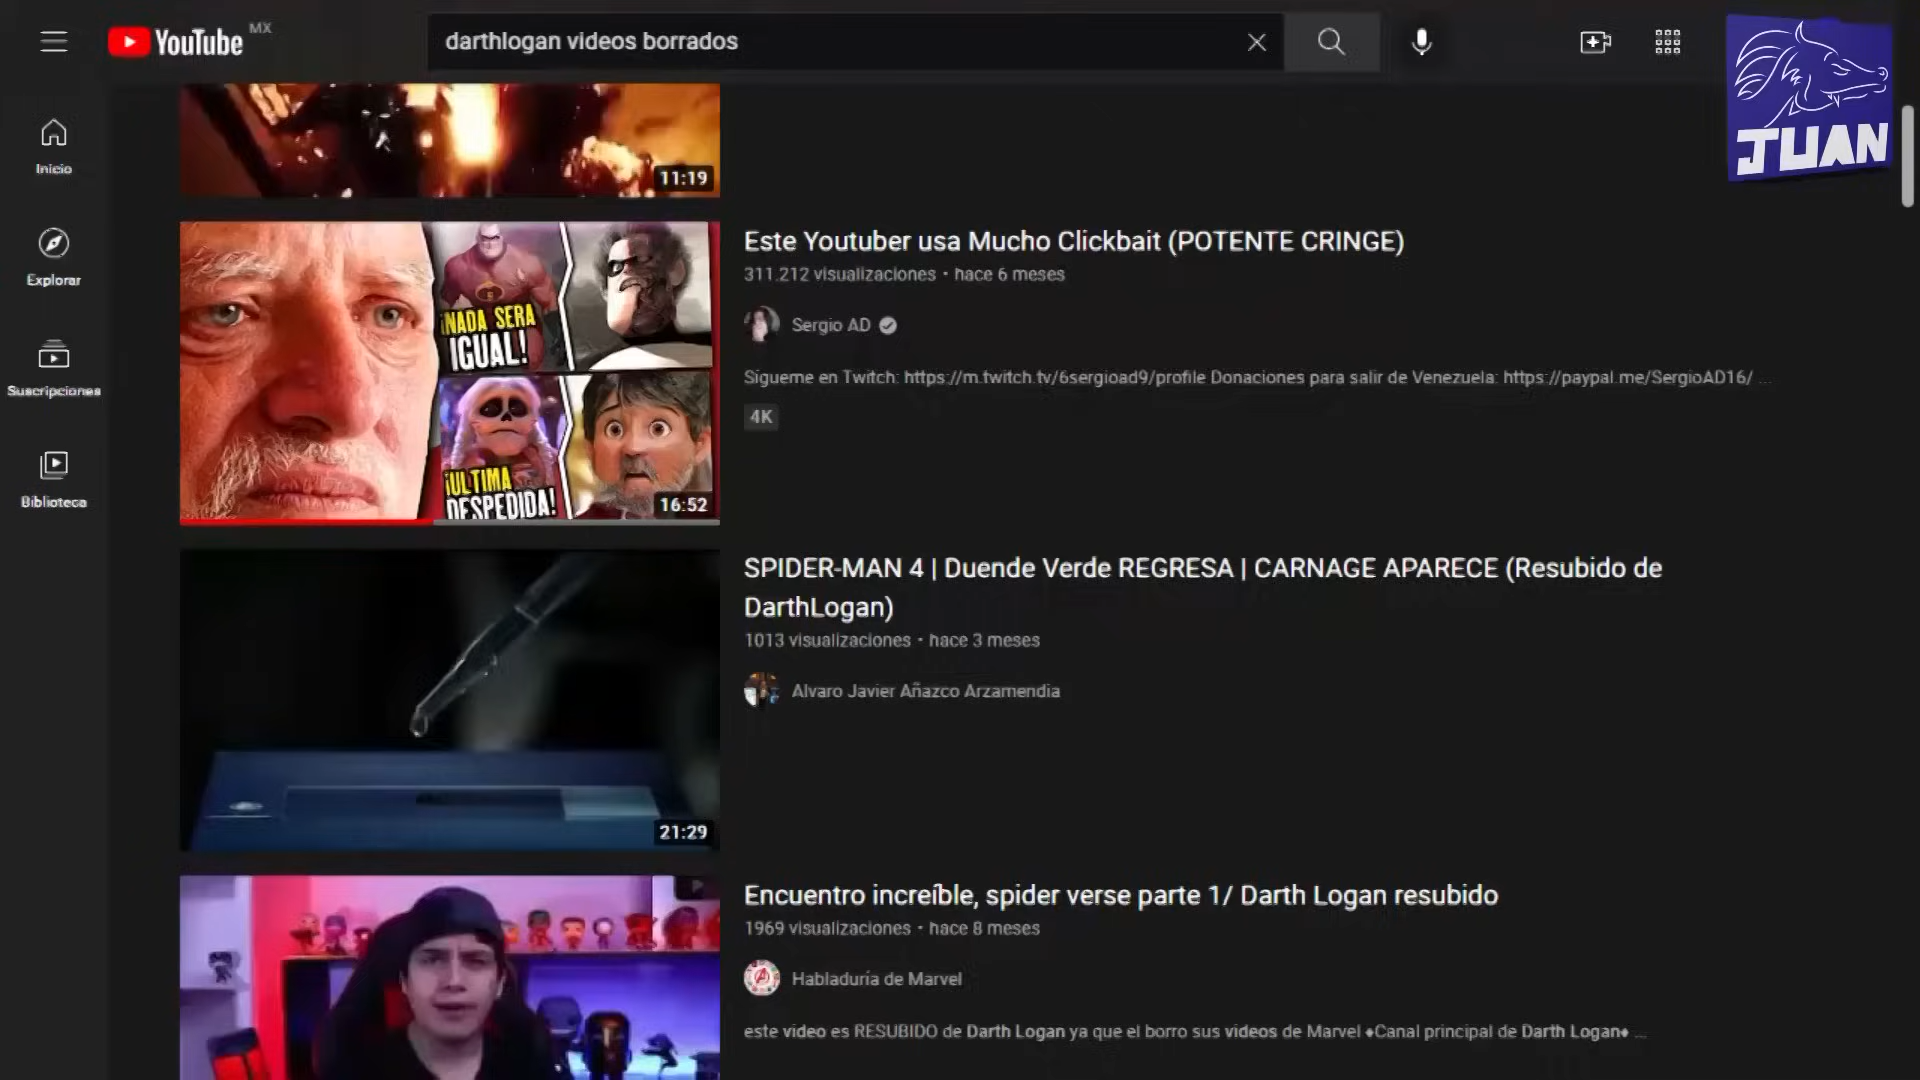 YouTube MX
darthlogan videos borrados
JUAN
Inicio
Explorar
Suscripciones
Biblioteca
11:19
¡NADA SERÁ
IGUAL!
¡ULTIMA
DESPEDIDA!
16:52
Este Youtuber usa Mucho Clickbait (POTENTE CRINGE)
311.212 visualizaciones • hace 6 meses
Sergio AD
Sigueme en Twitch: https://m.twitch.tv/6sergioad9/profile Donaciones para salir de Venezuela: https://paypal.me/SergioAD16/ ...
4K
21:29
SPIDER-MAN 4 | Duende Verde REGRESA | CARNAGE APARECE (Resubido de
DarthLogan)
1013 visualizaciones • hace 3 meses
Alvaro Javier Añazco Arzamendia
Encuentro increíble, spider verse parte 1/ Darth Logan resubido
1969 visualizaciones • hace 8 meses
Habladuría de Marvel
este video es RESUBIDO de Darth Logan ya que el borro sus videos de Marvel ♦Canal principal de Darth Logan♦ ...